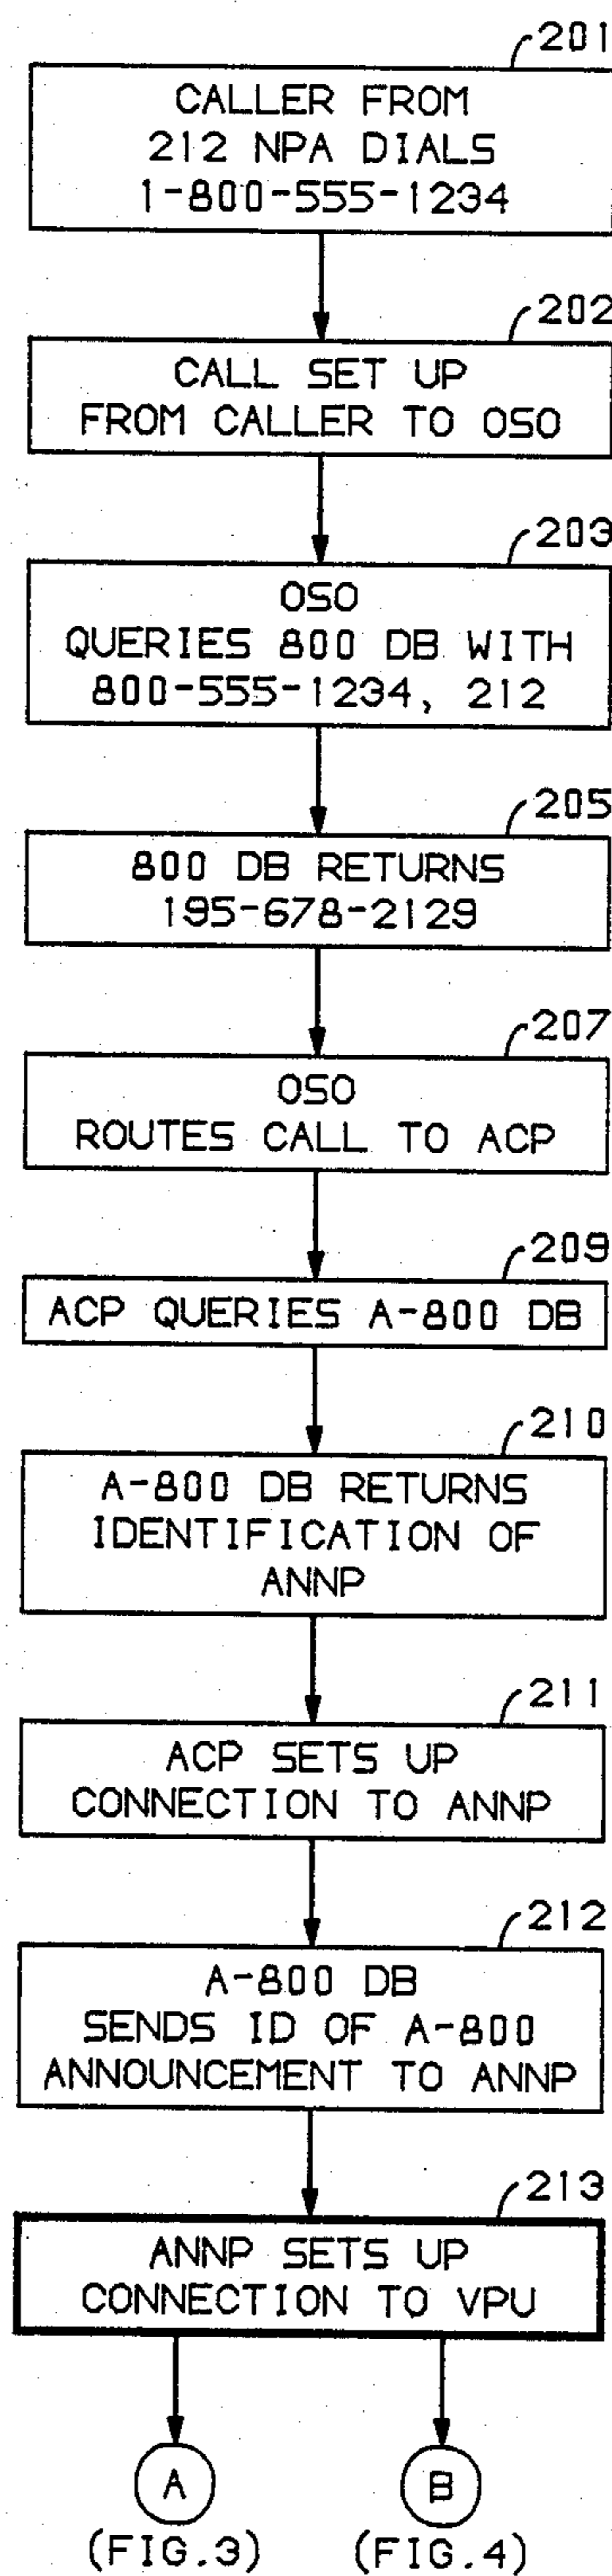 201
CALLER FROM
212 NPA DIALS
1-800-555-1234
202
CALL SET UP
FROM CALLER TO OSO
203
OSO
QUERIES 800 DB WITH
800-555-1234, 212
205
800 DB RETURNS
195-678-2129
207
OSO
ROUTES CALL TO ACP
209
ACP QUERIES A-800 DB
210
A-800 DB RETURNS
IDENTIFICATION OF
ANNP
211
ACP SETS UP
CONNECTION TO ANNP
212
A-800 DB
SENDS ID OF A-800
ANNOUNCEMENT TO ANNP
213
ANNP SETS UP
CONNECTION TO VPU
A B
(FIG.3) (FIG.4)